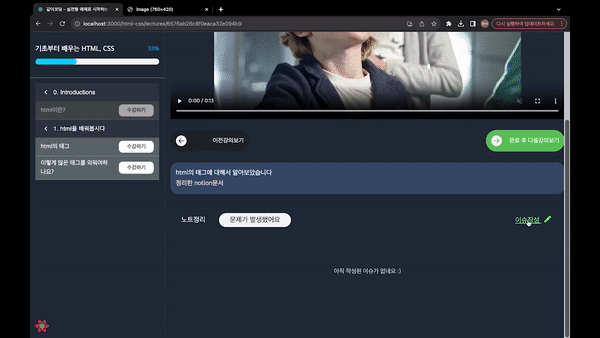 같이코딩 - 실전형 예제로 시작하는
image (760×420)
localhost:3000/html-css/lectures/657fab26c8f0eaca32e094b9
다시 실행하여 업데이트하세요.
기초부터 배우는 HTML, CSS
33%
0. Introductions
html이란?
수강하기
1. html을 배워봅시다
html의 태그
수강하기
이렇게 많은 태그를 외워야하
나요?
수강하기
0:00 / 0:13
이전강의보기
완료 후 다음강의보기
html의 태그에 대해서 알아보았습니다
정리한 notion문서
노트정리
문제가 발생했어요
이슈작성
아직 작성된 이슈가 없네요 :)